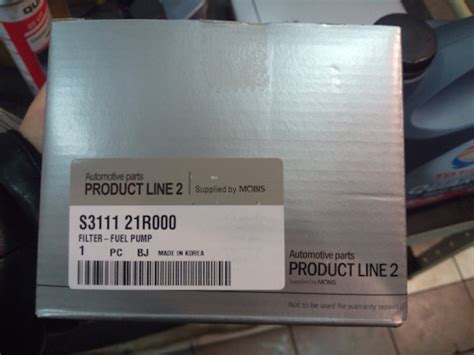 Automotive parts
PRODUCT LINE 2
Supplied by MOBIS
S3111 21R000
FILTER-FUEL PUMP
1 PC BJ MADE IN KOREA
Automotive parts
PRODUCT LINE 2
Supplied by MOBIS
Not to be used for warranty repairs